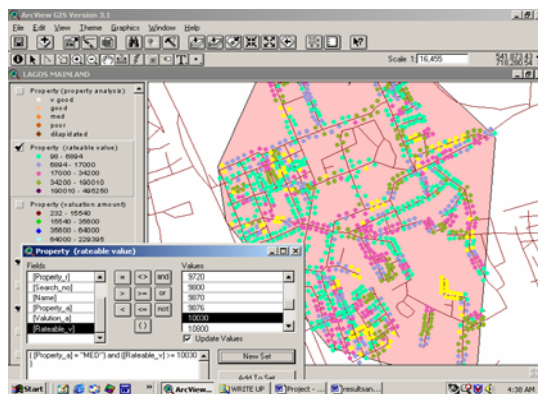 ArcView GIS Version 3.1
File Edit View Theme Graphics Window Help
Scale 1: 16,455
LAGOS MAINLAND
Property (property analysis)
v good
good
med
poor
dilapidated
Property (rateable value)
98 - 6894
6894 - 17000
17000 - 34200
34200 - 190010
190010 - 495250
Property (valuation amount)
232 - 15540
15540 - 35600
35600 - 64000
64000 - 229395
Property (rateable value)
Fields
[Property_r]
[Search_no]
[Name]
[Property_a]
[Valution_a]
[Rateable_v]
= <> and
> >= or
< <= not
( )
Values
9720
9800
9870
9876
10030
10800
Update Values
( [Property_a] = "MED") and ([Rateable_v] >= 10030
)
New Set
Add To Set
Start
ArcView...
WRITE UP
Project - ...
resultsan...
4:38 AM